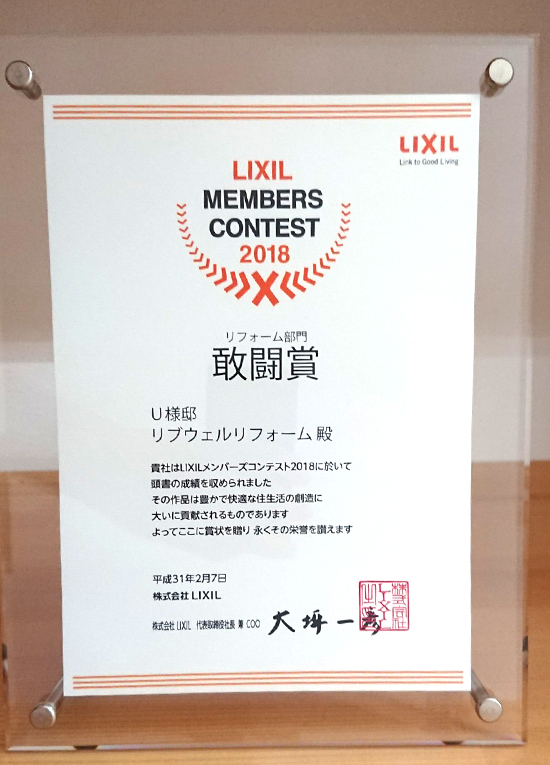 LIXIL
Link to Good Living
LIXIL
MEMBERS
CONTEST
2018
リフォーム部門
敢闘賞
U様邸
リブウェルリフォーム 殿
貴社はLIXILメンバーズコンテスト2018に於いて
頭書の成績を収められました
その作品は豊かで快適な住生活の創造に
大いに貢献されるものであります
よってここに賞状を贈り 永くその栄誉を讃えます
平成31年2月7日
株式会社 LIXIL
株式会社 LIXIL 代表取締役社長 兼 COO 大坪一彦